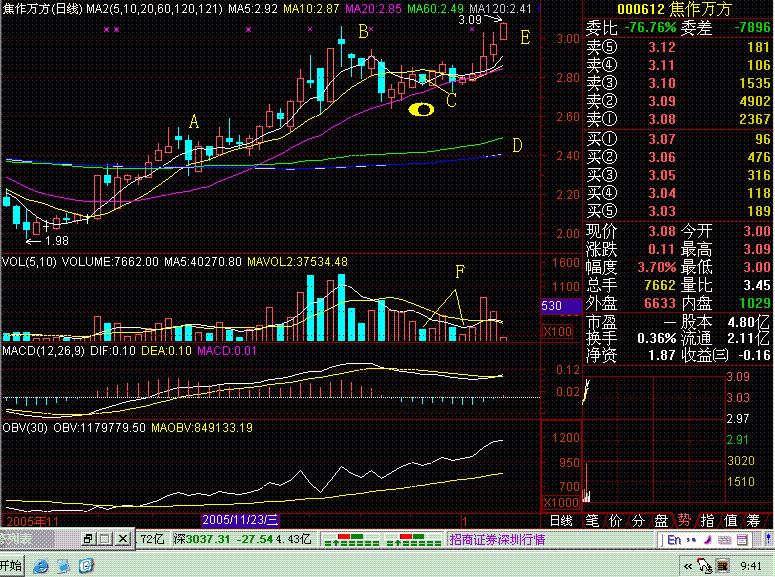 焦作万方(日线) MA2(5,10,20,60,120,121) MA5:2.92 MA10:2.87 MA20:2.85 MA60:2.49 MA120:2.41
3.09
B
E
A
C
D
1.98
3.00
2.80
2.60
2.40
2.20
2.00
VOL(5,10) VOLUME:7662.00 MA5:40270.80 MAVOL2:37534.48
F
1600
1100
530
X100
MACD(12,26,9) DIF:0.10 DEA:0.10 MACD:0.01
0.12
0.02
OBV(30) OBV:1179779.50 MAOBV:849133.19
1200
950
700
X1000
2005年11
2005/11/23/三
1
日线
000612 焦作万方
委比 -76.76% 委差 -7896
卖⑤ 3.12 181
卖④ 3.11 106
卖③ 3.10 1535
卖② 3.09 4902
卖① 3.08 2367
买① 3.07 96
买② 3.06 476
买③ 3.05 316
买④ 3.04 118
买⑤ 3.03 189
现价 3.08 今开 3.00
涨跌 0.11 最高 3.09
幅度 3.70% 最低 3.00
总手 7662 量比 3.45
外盘 6633 内盘 1029
市盈 — 股本 4.80亿
换手 0.36% 流通 2.11亿
净资 1.87 收益㈢ -0.16
3.09
3.03
2.97
2.91
3020
1510
笔 价 分 盘 势 指 值 筹
.72亿 深3037.31 -27.54 4.43亿 招商证券深圳行情
En
开始
« 9:41